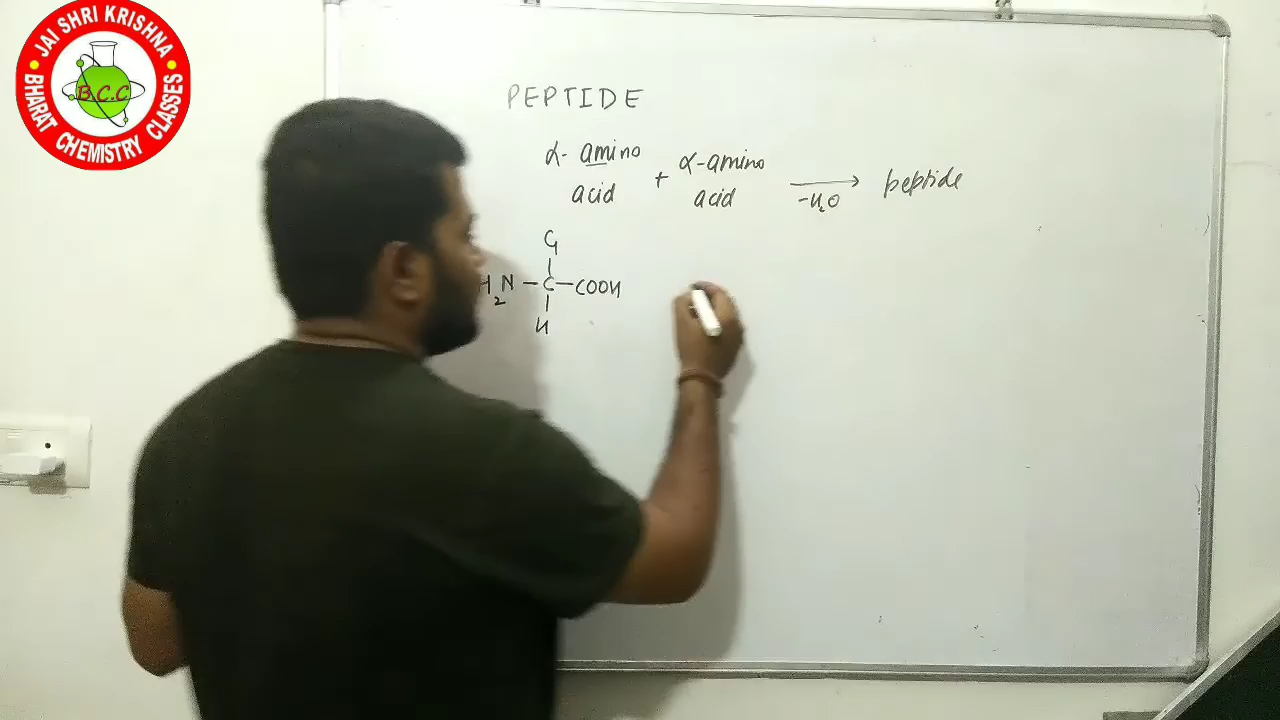 JAI SHRI KRISHNA
B.C.C
BHARAT CHEMISTRY CLASSES
PEPTIDE
α- amino acid + α-amino acid → -H₂O peptide
G
H₂N - C - COOH
H